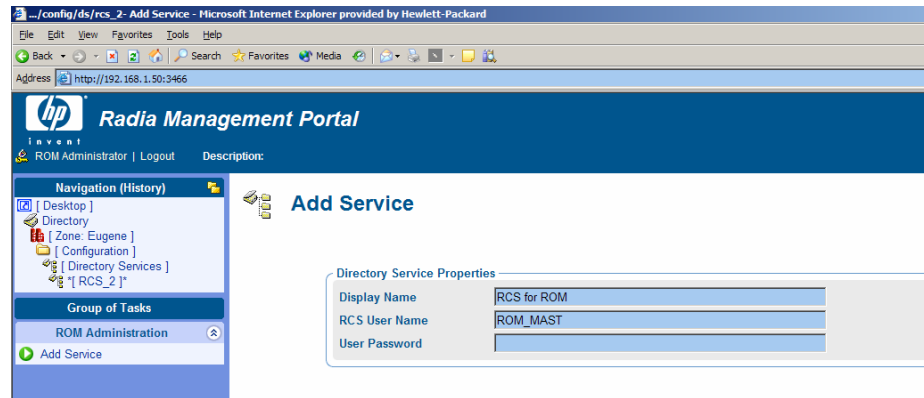 .../config/ds/rcs_2- Add Service - Microsoft Internet Explorer provided by Hewlett-Packard
File Edit View Favorites Tools Help
Back Search Favorites Media
Address http://192.168.1.50:3466
hp
invent
Radia Management Portal
ROM Administrator | Logout Description:
Navigation (History)
[ Desktop ]
Directory
[ Zone: Eugene ]
[ Configuration ]
[ Directory Services ]
*[ RCS_2 ]*
Group of Tasks
ROM Administration
Add Service
Add Service
Directory Service Properties
Display Name RCS for ROM
RCS User Name ROM_MAST
User Password